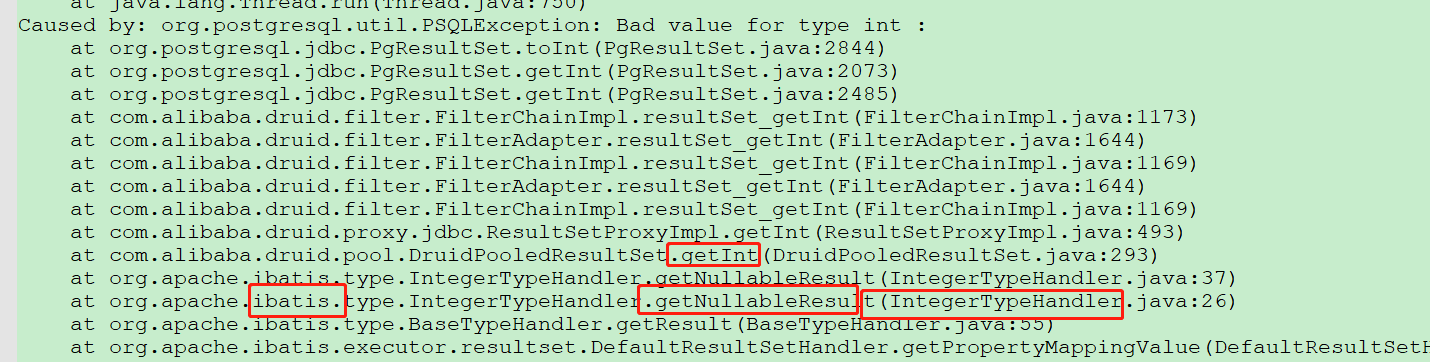 at java.lang.Thread.run(Thread.java:750)
Caused by: org.postgresql.util.PSQLException: Bad value for type int :
at org.postgresql.jdbc.PgResultSet.toInt(PgResultSet.java:2844)
at org.postgresql.jdbc.PgResultSet.getInt(PgResultSet.java:2073)
at org.postgresql.jdbc.PgResultSet.getInt(PgResultSet.java:2485)
at com.alibaba.druid.filter.FilterChainImpl.resultSet_getInt(FilterChainImpl.java:1173)
at com.alibaba.druid.filter.FilterAdapter.resultSet_getInt(FilterAdapter.java:1644)
at com.alibaba.druid.filter.FilterChainImpl.resultSet_getInt(FilterChainImpl.java:1169)
at com.alibaba.druid.filter.FilterAdapter.resultSet_getInt(FilterAdapter.java:1644)
at com.alibaba.druid.filter.FilterChainImpl.resultSet_getInt(FilterChainImpl.java:1169)
at com.alibaba.druid.proxy.jdbc.ResultSetProxyImpl.getInt(ResultSetProxyImpl.java:493)
at com.alibaba.druid.pool.DruidPooledResultSet.getInt(DruidPooledResultSet.java:293)
at org.apache.ibatis.type.IntegerTypeHandler.getNullableResult(IntegerTypeHandler.java:37)
at org.apache.ibatis.type.IntegerTypeHandler.getNullableResult(IntegerTypeHandler.java:26)
at org.apache.ibatis.type.BaseTypeHandler.getResult(BaseTypeHandler.java:55)
at org.apache.ibatis.executor.resultset.DefaultResultSetHandler.getPropertyMappingValue(DefaultResultSetH